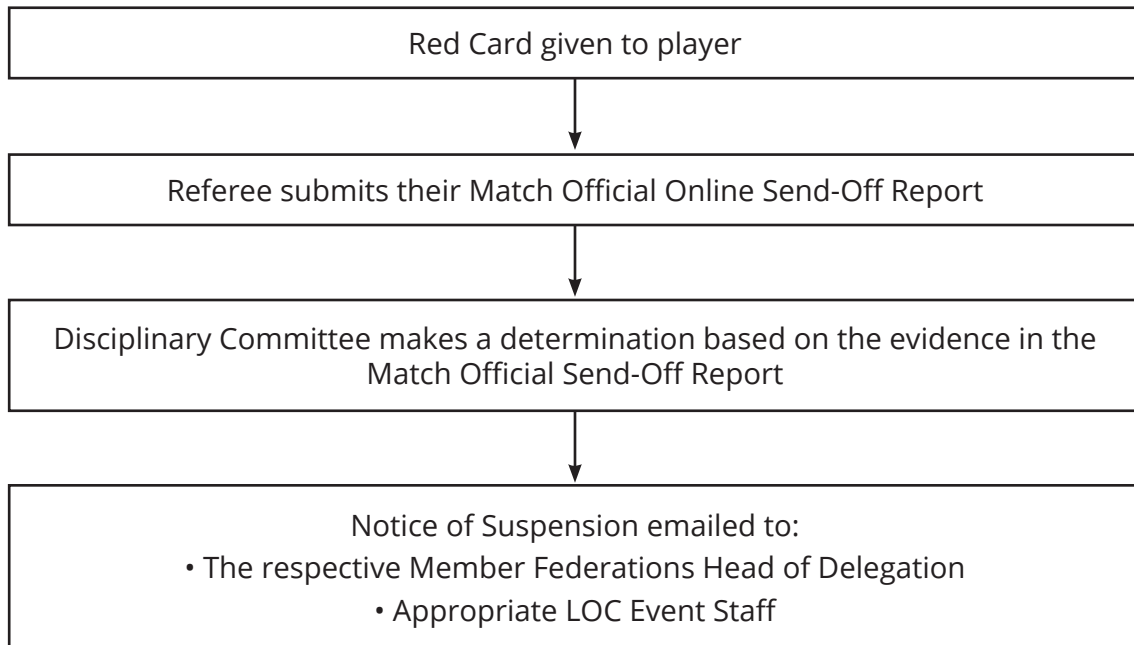 Red Card given to player
Referee submits their Match Official Online Send-Off Report
Disciplinary Committee makes a determination based on the evidence in the
Match Official Send-Off Report
Notice of Suspension emailed to:
• The respective Member Federations Head of Delegation
• Appropriate LOC Event Staff